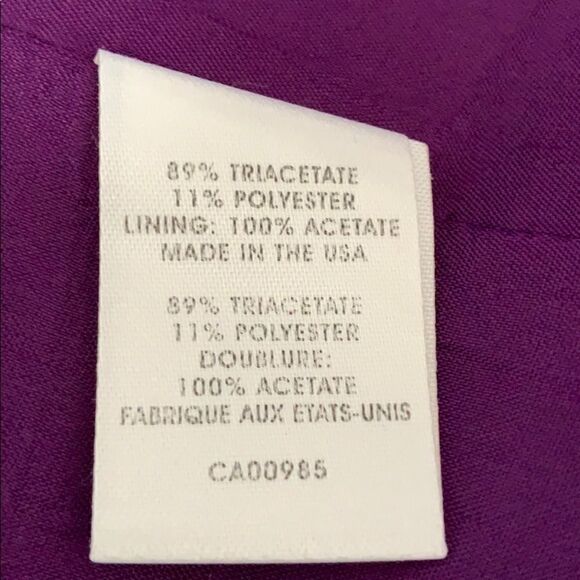 89% TRIACETATE
11% POLYESTER
LINING: 100% ACETATE
MADE IN THE USA
89% TRIACETATE
11% POLYESTER
DOUBLURE:
100% ACETATE
FABRIQUE AUX ETATS-UNIS
CA00985